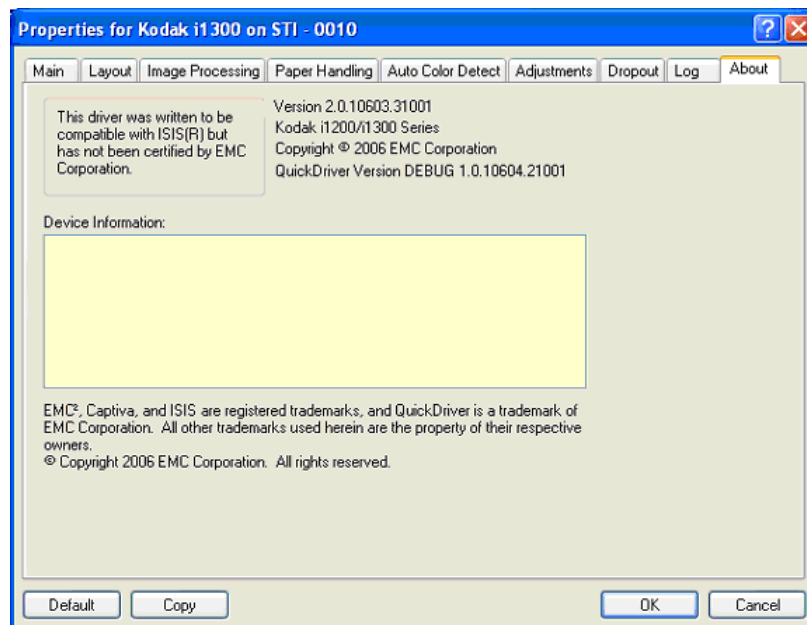 Properties for Kodak i1300 on STI - 0010
Main Layout Image Processing Paper Handling Auto Color Detect Adjustments Dropout Log About
This driver was written to be
compatible with ISIS(R) but
has not been certified by EMC
Corporation.
Version 2.0.10603.31001
Kodak i1200/i1300 Series
Copyright © 2006 EMC Corporation
QuickDriver Version DEBUG 1.0.10604.21001
Device Information:
EMC², Captiva, and ISIS are registered trademarks, and QuickDriver is a trademark of
EMC Corporation. All other trademarks used herein are the property of their respective
owners.
© Copyright 2006 EMC Corporation. All rights reserved.
Default Copy OK Cancel